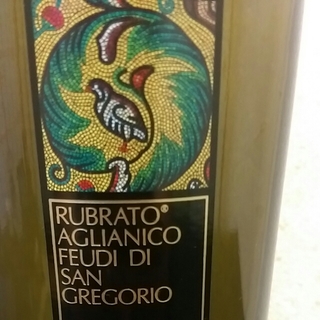 RUBRATO®
AGLIANICO
FEUDI DI
SAN
GREGORIO